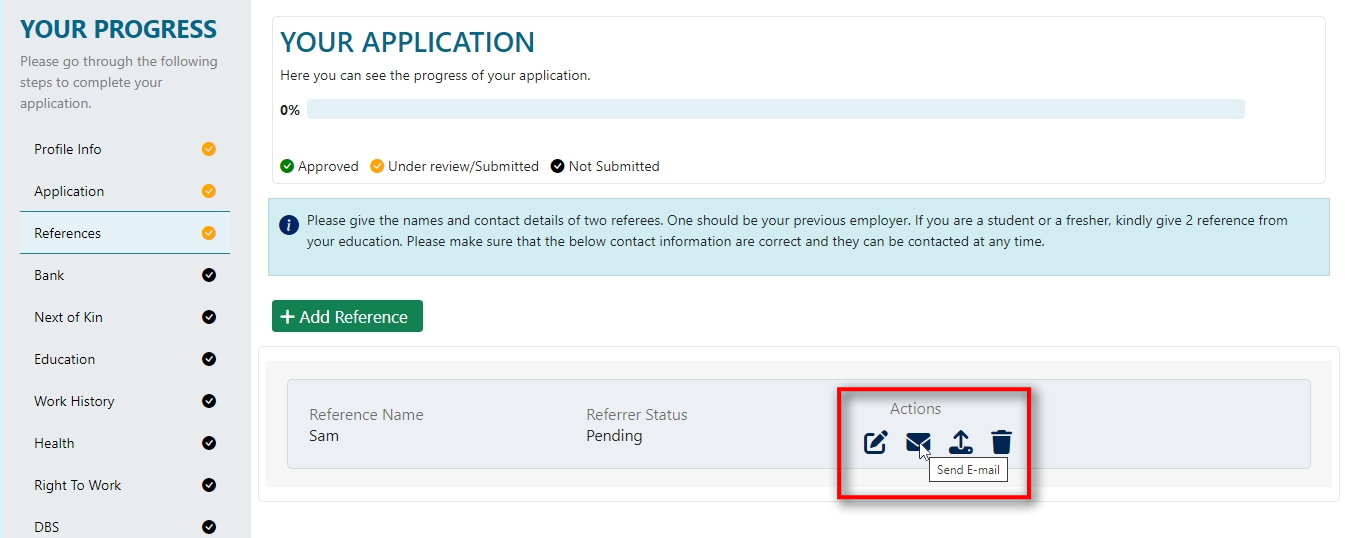 YOUR PROGRESS
Please go through the following
steps to complete your
application.
Profile Info
Application
References
Bank
Next of Kin
Education
Work History
Health
Right To Work
DBS
YOUR APPLICATION
Here you can see the progress of your application.
0%
Approved Under review/Submitted Not Submitted
Please give the names and contact details of two referees. One should be your previous employer. If you are a student or a fresher, kindly give 2 reference from
your education. Please make sure that the below contact information are correct and they can be contacted at any time.
Add Reference
Reference Name
Sam
Referrer Status
Pending
Actions
Send E-mail